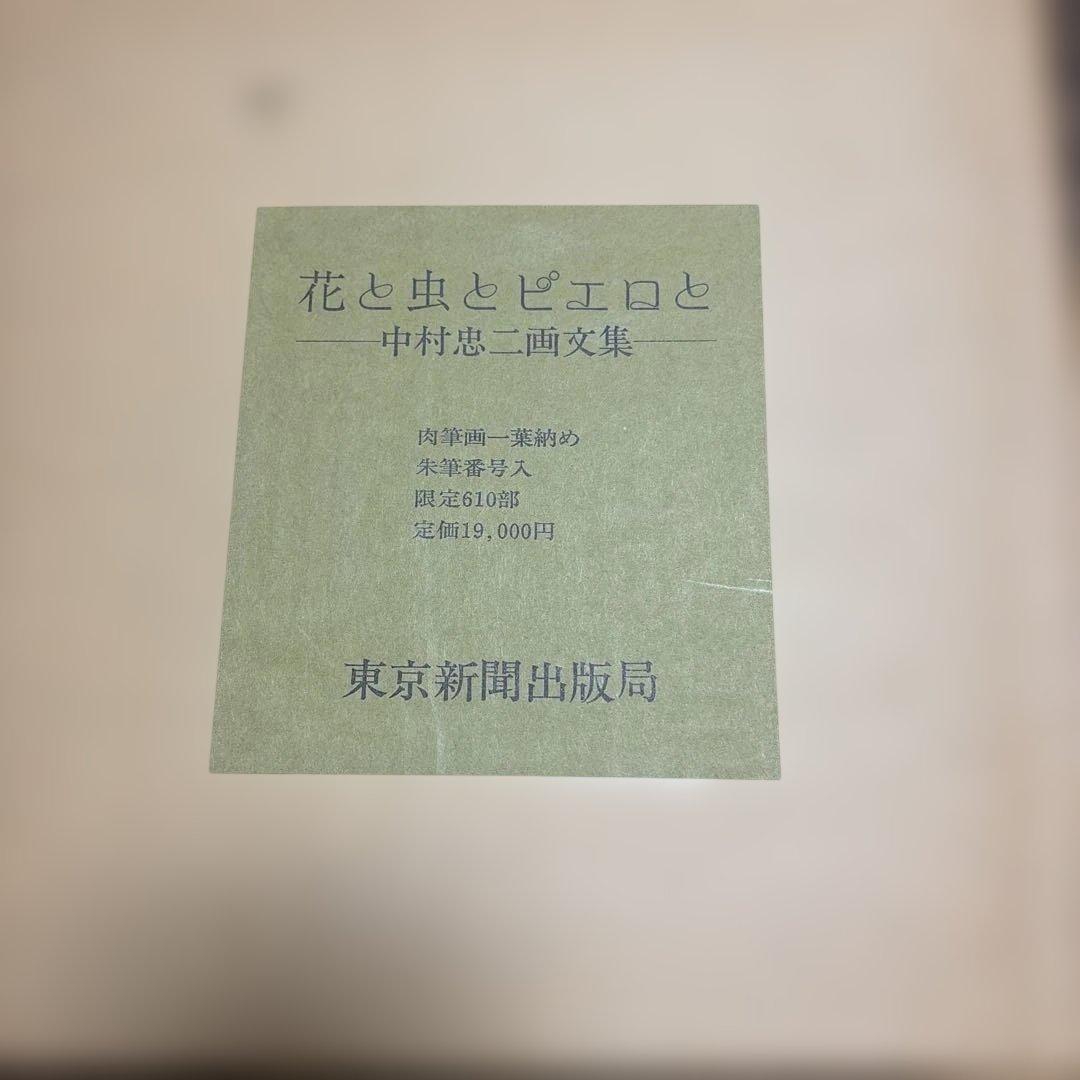 花と虫とピエロと
中村忠二画文集
肉筆画一葉納め
朱筆番号入
限定610部
定価19,000円
東京新聞出版局